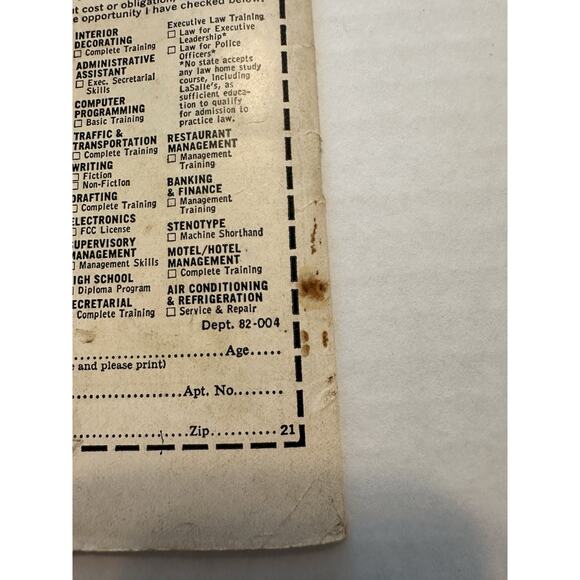 t cost or obligation,
e opportunity I have checked below:
INTERIOR
DECORATING
☐ Complete Training
ADMINISTRATIVE
ASSISTANT
☐ Exec. Secretarial
Skills
COMPUTER
PROGRAMMING
☐ Basic Training
TRAFFIC &
TRANSPORTATION
☐ Complete Training
WRITING
☐ Fiction
☐ Non-Fiction
DRAFTING
☐ Complete Training
ELECTRONICS
☐ FCC License
SUPERVISORY
MANAGEMENT
☐ Management Skills
HIGH SCHOOL
☐ Diploma Program
SECRETARIAL
Complete Training
Executive Law Training
☐ Law for Executive
Leadership*
☐ Law for Police
Officers*
*No state accepts
any law home study
course, including
LaSalle's, as
sufficient educa-
tion to qualify
for admission to
practice law.
RESTAURANT
MANAGEMENT
☐ Management
Training
BANKING
& FINANCE
☐ Management
Training
STENOTYPE
☐ Machine Shorthand
MOTEL/HOTEL
MANAGEMENT
☐ Complete Training
AIR CONDITIONING
& REFRIGERATION
☐ Service & Repair
Dept. 82-004
Age.....
e and please print)
Apt. No.........
Zip.......... 21